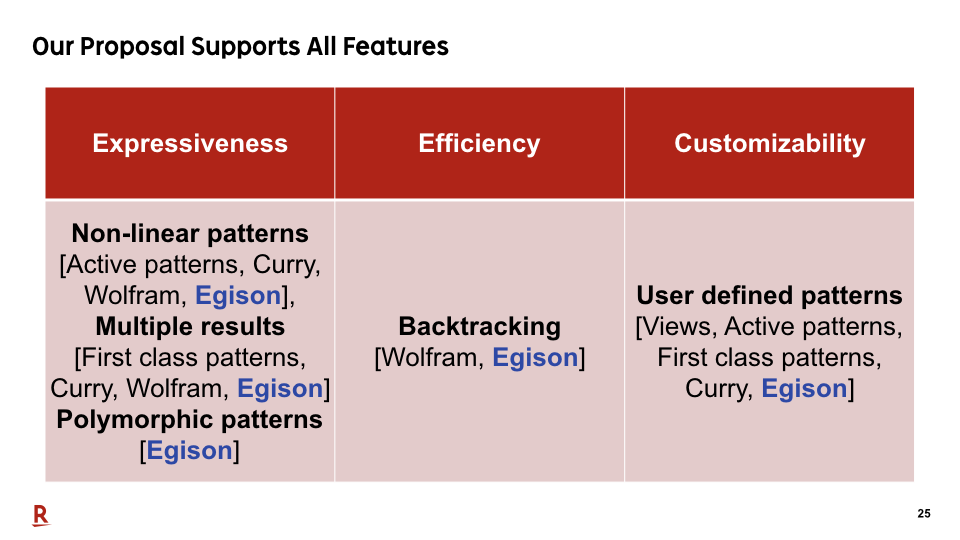 Our Proposal Supports All Features
Expressiveness
Efficiency
Customizability
Non-linear patterns
[Active patterns, Curry,
Wolfram, Egison],
Multiple results
[First class patterns,
Curry, Wolfram, Egison]
Polymorphic patterns
[Egison]
Backtracking
[Wolfram, Egison]
User defined patterns
[Views, Active patterns,
First class patterns,
Curry, Egison]
R
25